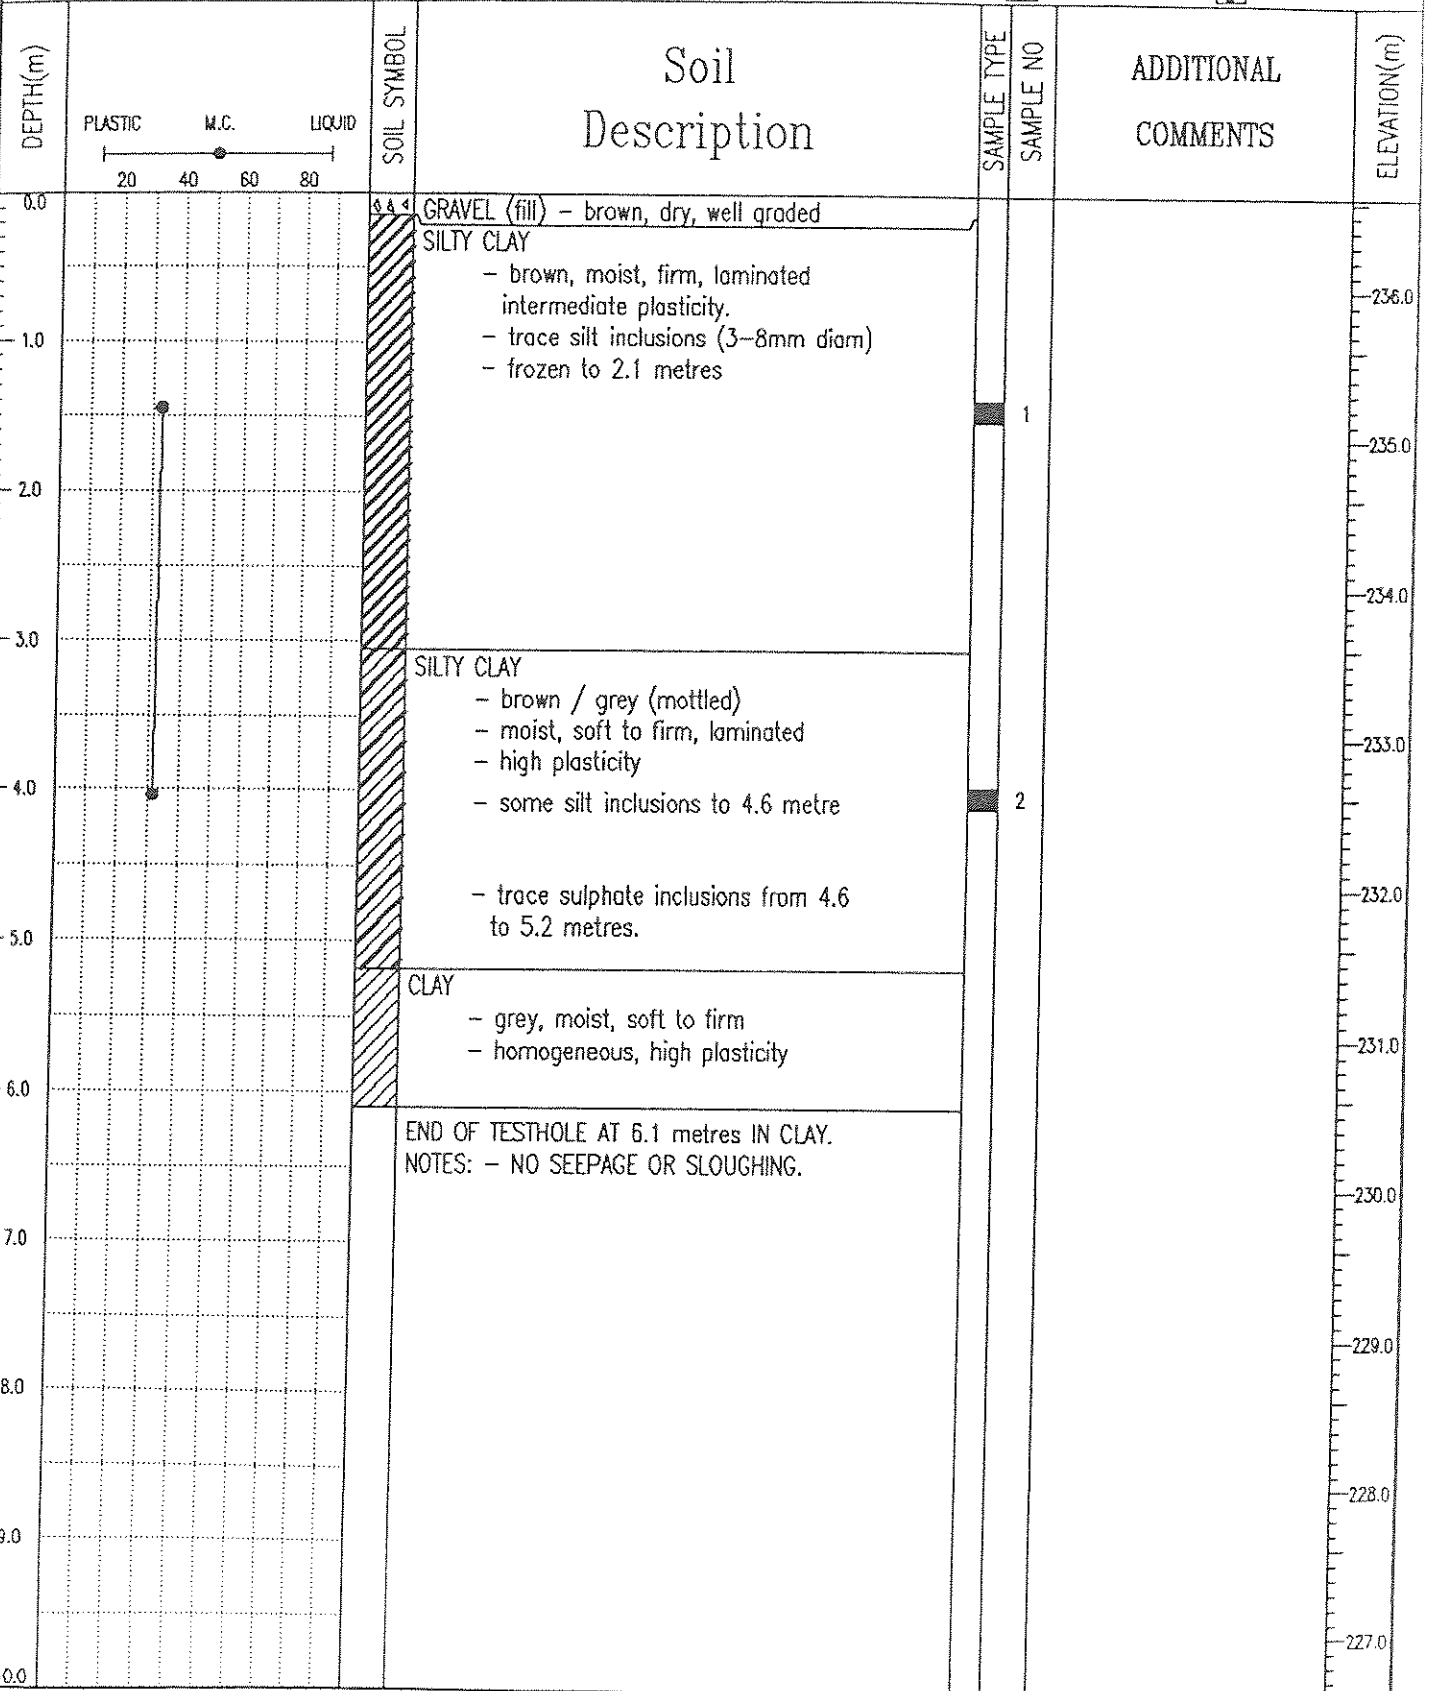 DEPTH(m)
PLASTIC M.C. LIQUID
20 40 60 80
SOIL SYMBOL
Soil
Description
SAMPLE TYPE
SAMPLE NO
ADDITIONAL
COMMENTS
ELEVATION(m)
0.0
1.0
2.0
3.0
4.0
5.0
6.0
7.0
8.0
9.0
0.0
GRAVEL (fill) – brown, dry, well graded
SILTY CLAY
– brown, moist, firm, laminated
intermediate plasticity.
– trace silt inclusions (3–8mm diam)
– frozen to 2.1 metres
SILTY CLAY
– brown / grey (mottled)
– moist, soft to firm, laminated
– high plasticity
– some silt inclusions to 4.6 metre
– trace sulphate inclusions from 4.6
to 5.2 metres.
CLAY
– grey, moist, soft to firm
– homogeneous, high plasticity
END OF TESTHOLE AT 6.1 metres IN CLAY.
NOTES: – NO SEEPAGE OR SLOUGHING.
1
2
236.0
235.0
234.0
233.0
232.0
231.0
230.0
229.0
228.0
227.0